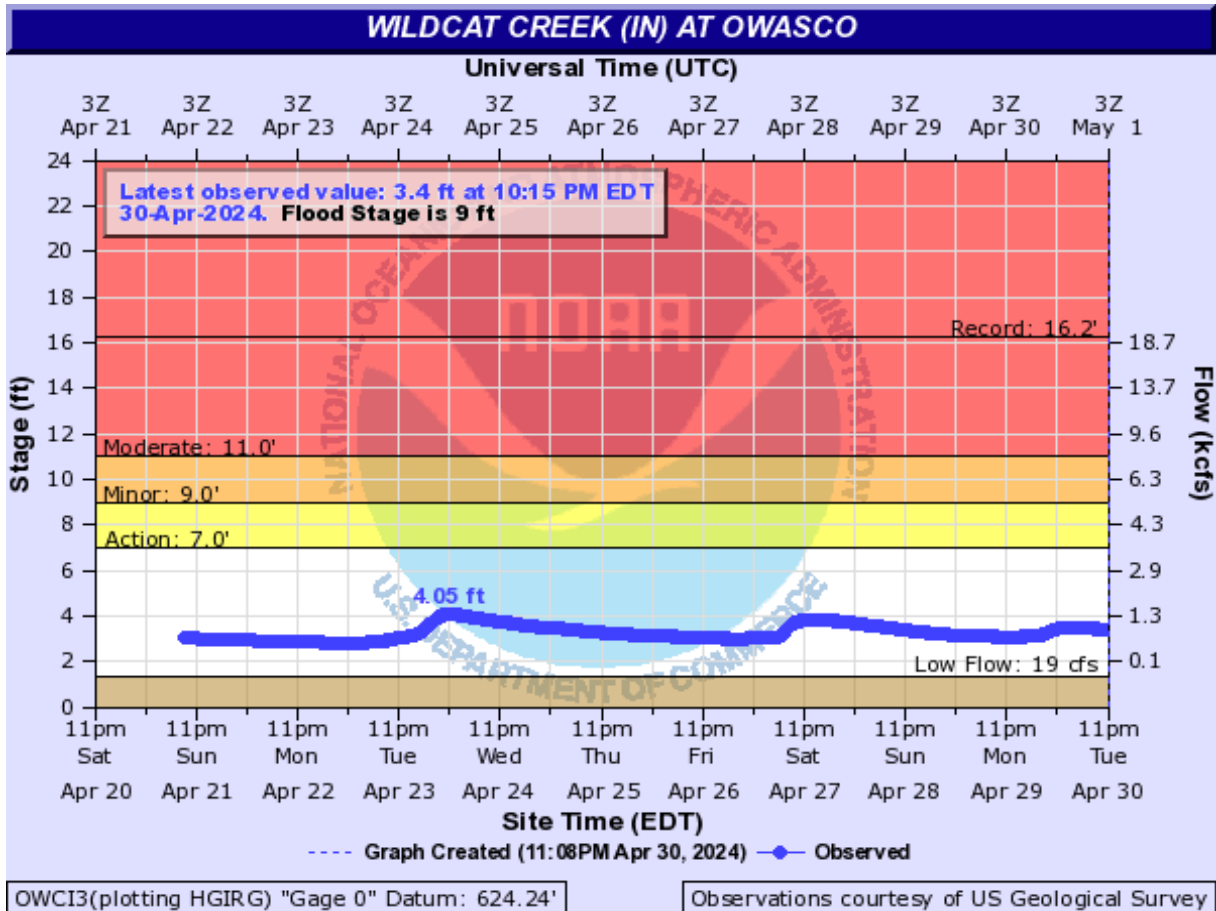 WILDCAT CREEK (IN) AT OWASCO
Universal Time (UTC)
3Z 3Z 3Z 3Z 3Z 3Z 3Z 3Z 3Z 3Z 3Z
Apr 21 Apr 22 Apr 23 Apr 24 Apr 25 Apr 26 Apr 27 Apr 28 Apr 29 Apr 30 May 1
Latest observed value: 3.4 ft at 10:15 PM EDT
30-Apr-2024. Flood Stage is 9 ft
Stage (ft)
24
22
20
18
16
14
12
10
8
6
4
2
0
Record: 16.2'
Moderate: 11.0'
Minor: 9.0'
Action: 7.0'
4.05 ft
Low Flow: 19 cfs
NATIONAL OCEANIC AND ATMOSPHERIC ADMINISTRATION
NOAA
U.S. DEPARTMENT OF COMMERCE
18.7
13.7
9.6
6.3
4.3
2.9
1.3
0.1
Flow (kcfs)
11pm 11pm 11pm 11pm 11pm 11pm 11pm 11pm 11pm 11pm 11pm
Sat Sun Mon Tue Wed Thu Fri Sat Sun Mon Tue
Apr 20 Apr 21 Apr 22 Apr 23 Apr 24 Apr 25 Apr 26 Apr 27 Apr 28 Apr 29 Apr 30
Site Time (EDT)
Graph Created (11:08PM Apr 30, 2024) Observed
OWCI3(plotting HGIRG) "Gage 0" Datum: 624.24'
Observations courtesy of US Geological Survey